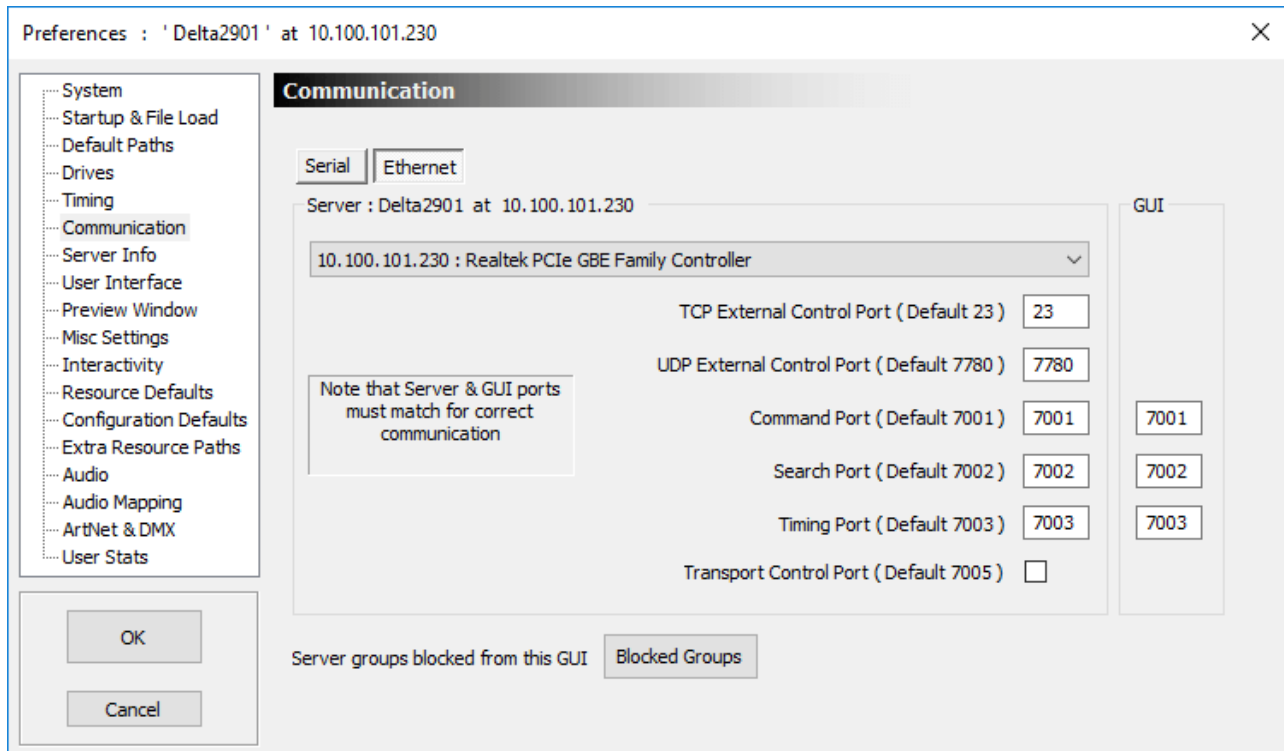 Preferences : ' Delta2901 ' at 10.100.101.230
System
Startup & File Load
Default Paths
Drives
Timing
Communication
Server Info
User Interface
Preview Window
Misc Settings
Interactivity
Resource Defaults
Configuration Defaults
Extra Resource Paths
Audio
Audio Mapping
ArtNet & DMX
User Stats
OK
Cancel
Communication
Serial Ethernet
Server : Delta2901 at 10.100.101.230
GUI
10.100.101.230 : Realtek PCIe GBE Family Controller
TCP External Control Port ( Default 23 ) 23
UDP External Control Port ( Default 7780 ) 7780
Note that Server & GUI ports
must match for correct
communication
Command Port ( Default 7001 ) 7001 7001
Search Port ( Default 7002 ) 7002 7002
Timing Port ( Default 7003 ) 7003 7003
Transport Control Port ( Default 7005 )
Server groups blocked from this GUI Blocked Groups